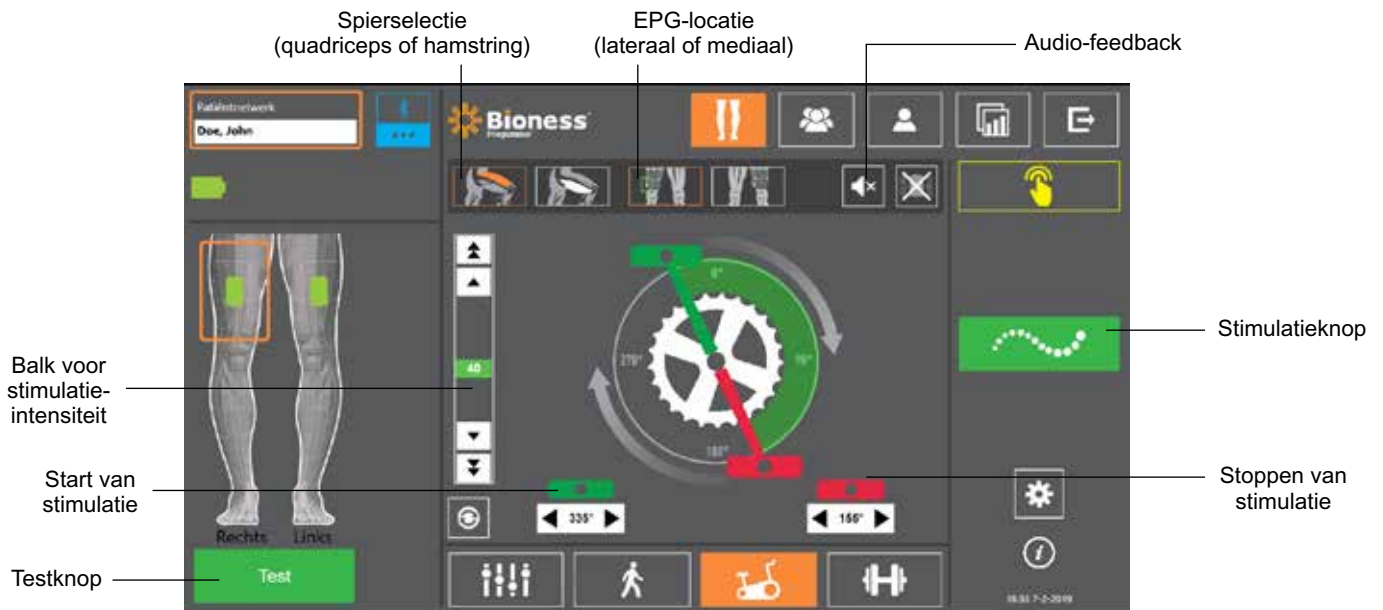 Spierselectie
(quadriceps of hamstring)
EPG-locatie
(lateraal of mediaal)
Audio-feedback
Patiëntnetwerk
Doe, John
Bioness
Programmer
Stimulatieknop
Balk voor
stimulatie-
intensiteit
40
0°
90°
180°
270°
Start van
stimulatie
335°
155°
Stoppen van
stimulatie
Rechts
Links
Testknop
Test